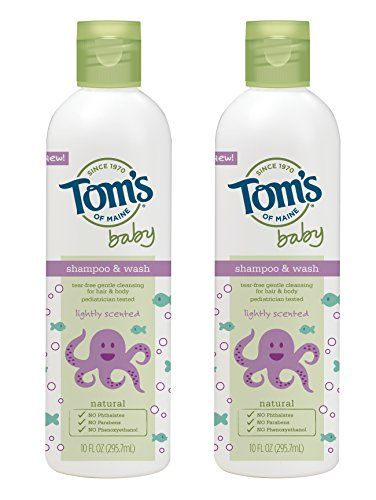 new!
SINCE 1970
Tom's
OF MAINE®
baby
shampoo & wash
tear-free gentle cleansing
for hair & body
pediatrician tested
lightly scented
natural
✓ NO Phthalates
✓ NO Parabens
✓ NO Phenoxyethanol
10 FL OZ (295.7mL)
new!
SINCE 1970
Tom's
OF MAINE®
baby
shampoo & wash
tear-free gentle cleansing
for hair & body
pediatrician tested
lightly scented
natural
✓ NO Phthalates
✓ NO Parabens
✓ NO Phenoxyethanol
10 FL OZ (295.7mL)